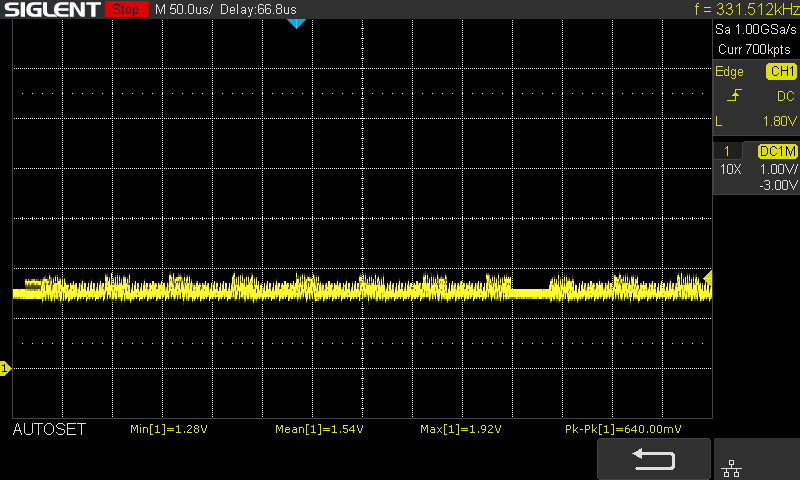 SIGLENT Stop M 50.0us/ Delay:66.8us f = 331.512kHz
Sa 1.00GSa/s
Curr 700kpts
Edge CH1
DC
L 1.80V
1 DC1M
10X 1.00V/
-3.00V
1
AUTOSET Min[1]=1.28V Mean[1]=1.54V Max[1]=1.92V Pk-Pk[1]=640.00mV